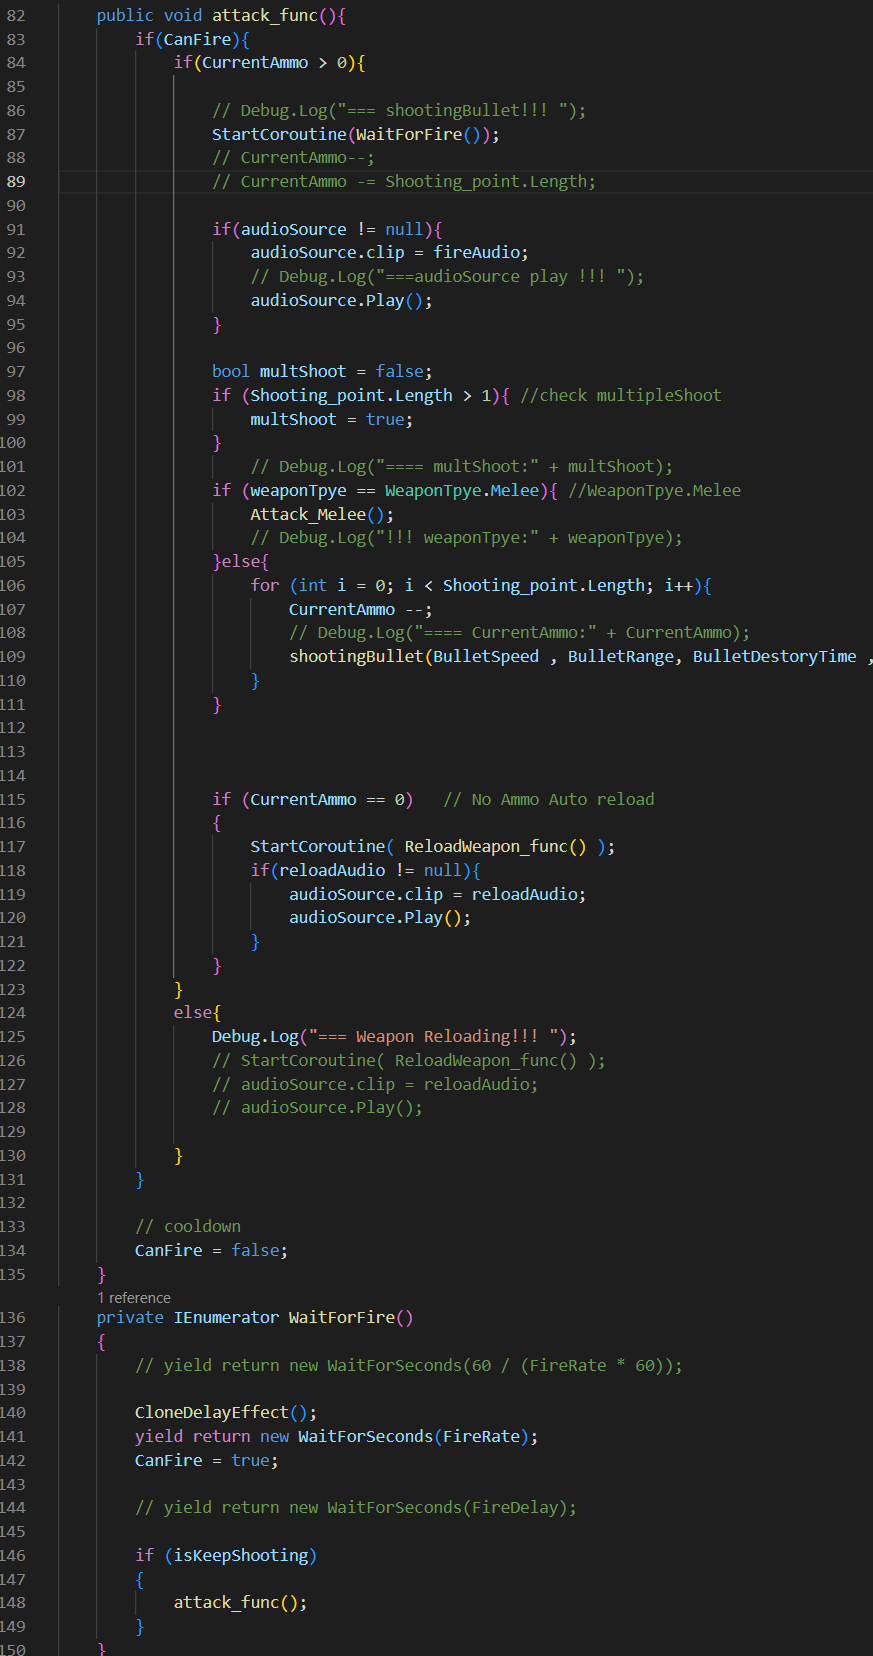 82 public void attack_func(){
83 if(CanFire){
84 if(CurrentAmmo > 0){
85
86 // Debug.Log("=== shootingBullet!!! ");
87 StartCoroutine(WaitForFire());
88 // CurrentAmmo--;
89 // CurrentAmmo -= Shooting_point.Length;
90
91 if(audioSource != null){
92 audioSource.clip = fireAudio;
93 // Debug.Log("===audioSource play !!! ");
94 audioSource.Play();
95 }
96
97 bool multShoot = false;
98 if (Shooting_point.Length > 1){ //check multipleShoot
99 multShoot = true;
100 }
101 // Debug.Log("==== multShoot:" + multShoot);
102 if (weaponTpye == WeaponTpye.Melee){ //WeaponTpye.Melee
103 Attack_Melee();
104 // Debug.Log("!!! weaponTpye:" + weaponTpye);
105 }else{
106 for (int i = 0; i < Shooting_point.Length; i++){
107 CurrentAmmo --;
108 // Debug.Log("==== CurrentAmmo:" + CurrentAmmo);
109 shootingBullet(BulletSpeed , BulletRange, BulletDestoryTime ,
110 }
111 }
112
113
114
115 if (CurrentAmmo == 0) // No Ammo Auto reload
116 {
117 StartCoroutine( ReloadWeapon_func() );
118 if(reloadAudio != null){
119 audioSource.clip = reloadAudio;
120 audioSource.Play();
121 }
122 }
123 }
124 else{
125 Debug.Log("=== Weapon Reloading!!! ");
126 // StartCoroutine( ReloadWeapon_func() );
127 // audioSource.clip = reloadAudio;
128 // audioSource.Play();
129
130 }
131 }
132
133 // cooldown
134 CanFire = false;
135 }
1 reference
136 private IEnumerator WaitForFire()
137 {
138 // yield return new WaitForSeconds(60 / (FireRate * 60));
139
140 CloneDelayEffect();
141 yield return new WaitForSeconds(FireRate);
142 CanFire = true;
143
144 // yield return new WaitForSeconds(FireDelay);
145
146 if (isKeepShooting)
147 {
148 attack_func();
149 }
150 }